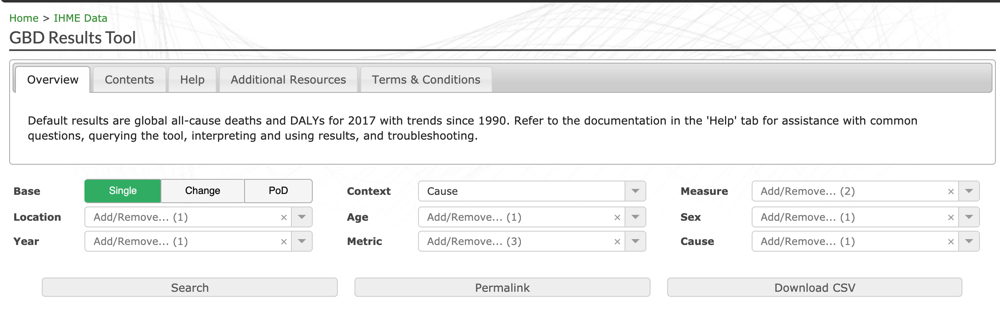 Home > IHME Data
GBD Results Tool
Overview Contents Help Additional Resources Terms & Conditions
Default results are global all-cause deaths and DALYs for 2017 with trends since 1990. Refer to the documentation in the 'Help' tab for assistance with common
questions, querying the tool, interpreting and using results, and troubleshooting.
Base Single Change PoD Context Cause Measure Add/Remove... (2) ×
Location Add/Remove... (1) × Age Add/Remove... (1) × Sex Add/Remove... (1) ×
Year Add/Remove... (1) × Metric Add/Remove... (3) × Cause Add/Remove... (1) ×
Search Permalink Download CSV